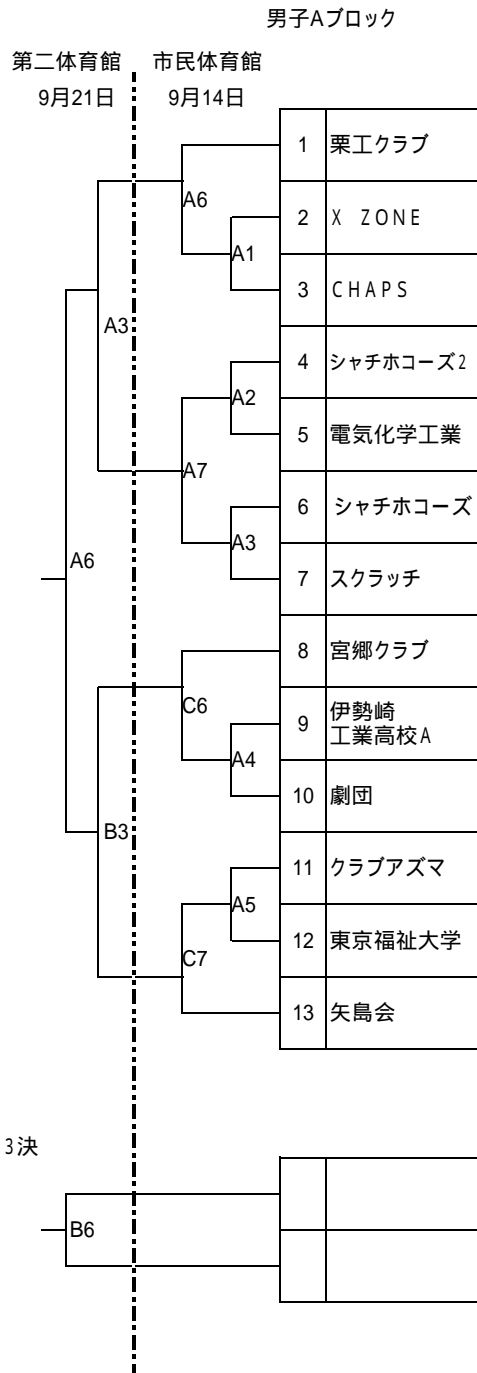 男子Aブロック
第二体育館 市民体育館
9月21日 9月14日
1 栗工クラブ
A6
2 X ZONE
A1
3 CHAPS
A3
4 シャチホコーズ2
A2
5 電気化学工業
A7
6 シャチホコーズ
A3
A6
7 スクラッチ
8 宮郷クラブ
C6
9 伊勢崎
工業高校A
A4
10 劇団
B3
11 クラブアズマ
A5
12 東京福祉大学
C7
13 矢島会
3決
B6